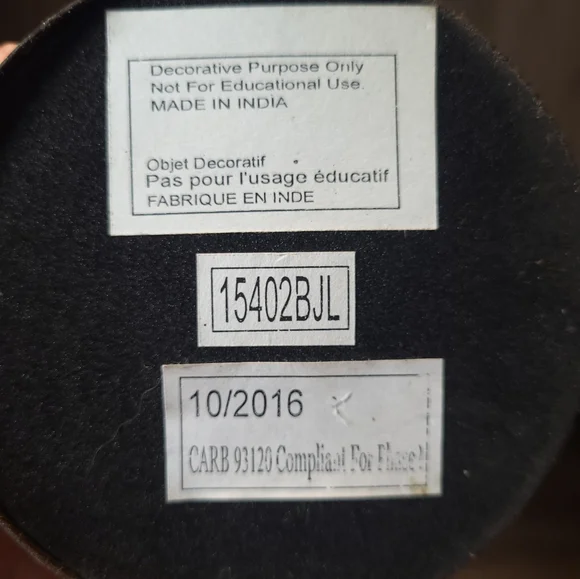 Decorative Purpose Only
Not For Educational Use.
MADE IN INDIA
Objet Decoratif
Pas pour l'usage éducatif
FABRIQUE EN INDE
15402BJL
10/2016
CARB 93120 Compliant For Phase